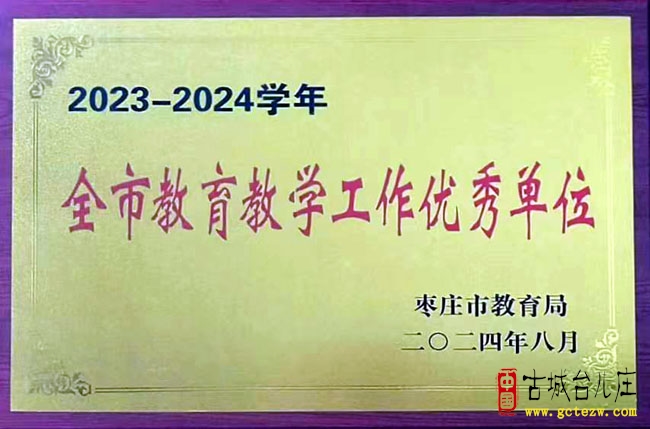 2023-2024学年
全市教育教学工作优秀单位
枣庄市教育局
二〇二四年八月
中国 古城台儿庄
www.gctezw.com